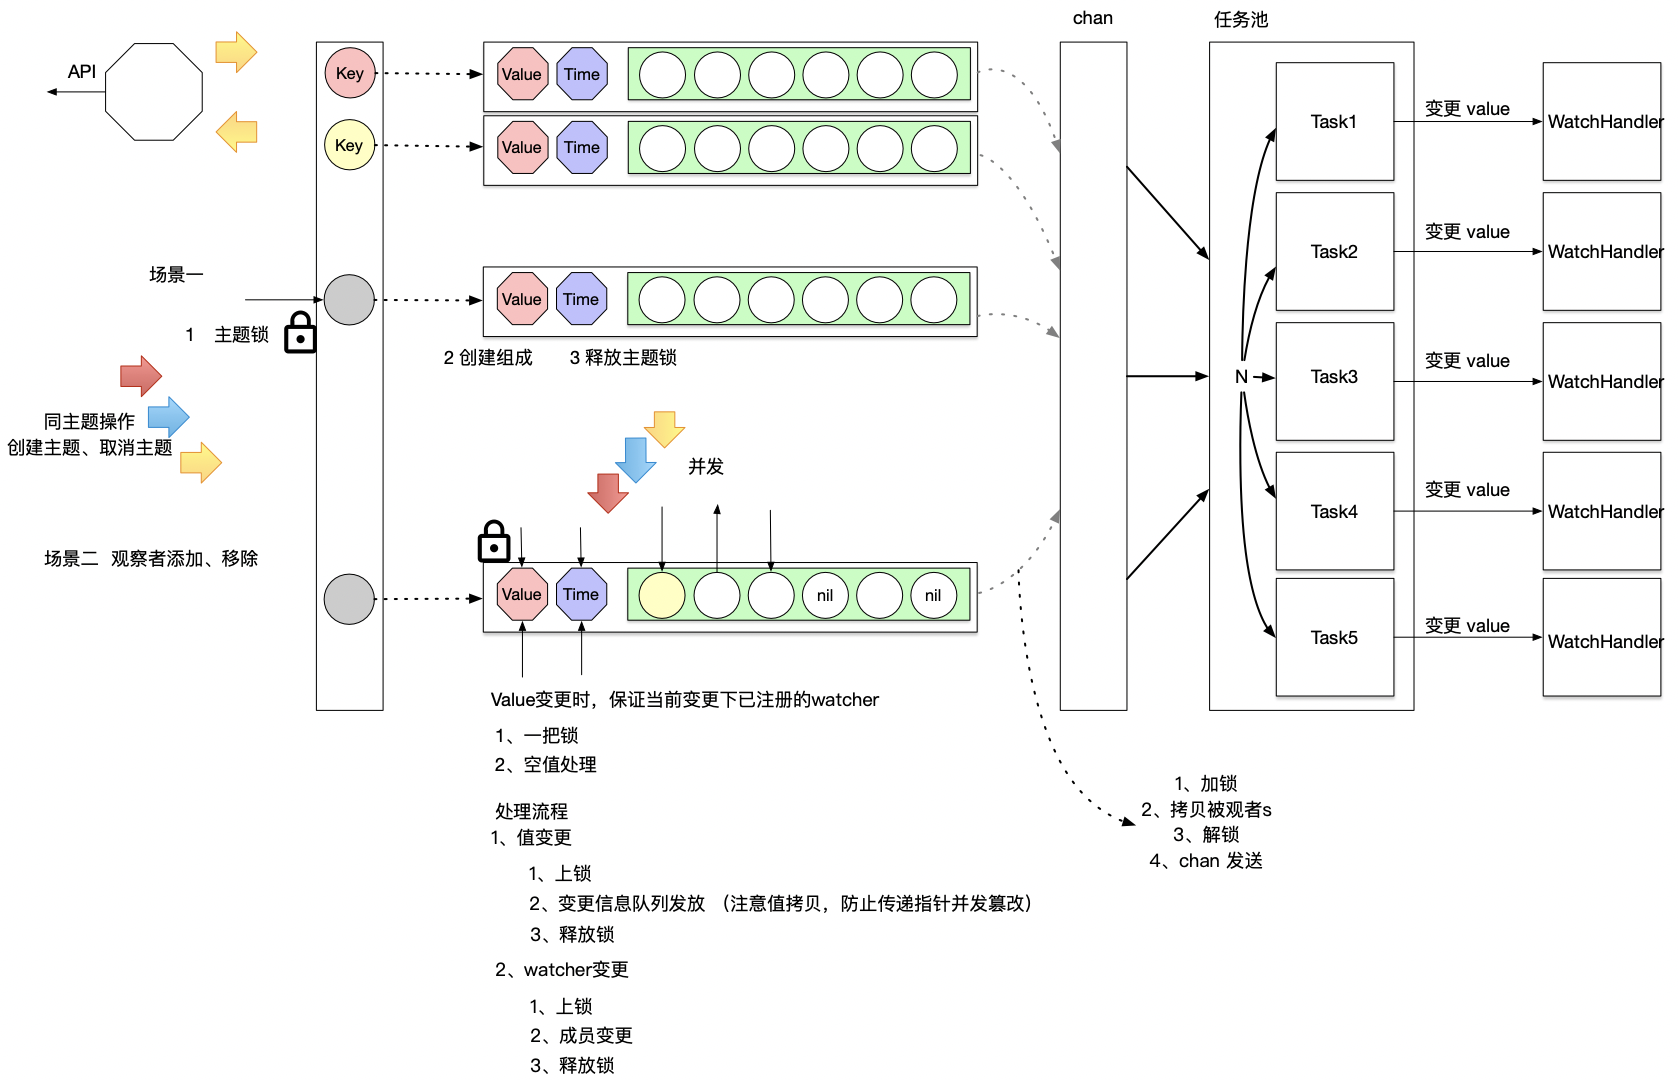 chan
任务池
API
Key
Value
Time
Task1
变更 value
WatchHandler
Key
Value
Time
Task2
变更 value
WatchHandler
场景一
Value
Time
1 主题锁
2 创建组成
3 释放主题锁
N
Task3
变更 value
WatchHandler
同主题操作
创建主题、取消主题
并发
Task4
变更 value
WatchHandler
场景二 观察者添加、移除
Value
Time
nil
nil
Task5
变更 value
WatchHandler
Value变更时，保证当前变更下已注册的watcher
1、一把锁
2、空值处理
处理流程
1、值变更
1、上锁
2、变更信息队列发放 （注意值拷贝，防止传递指针并发篡改）
3、释放锁
2、watcher变更
1、上锁
2、成员变更
3、释放锁
1、加锁
2、拷贝被观者s
3、解锁
4、chan 发送